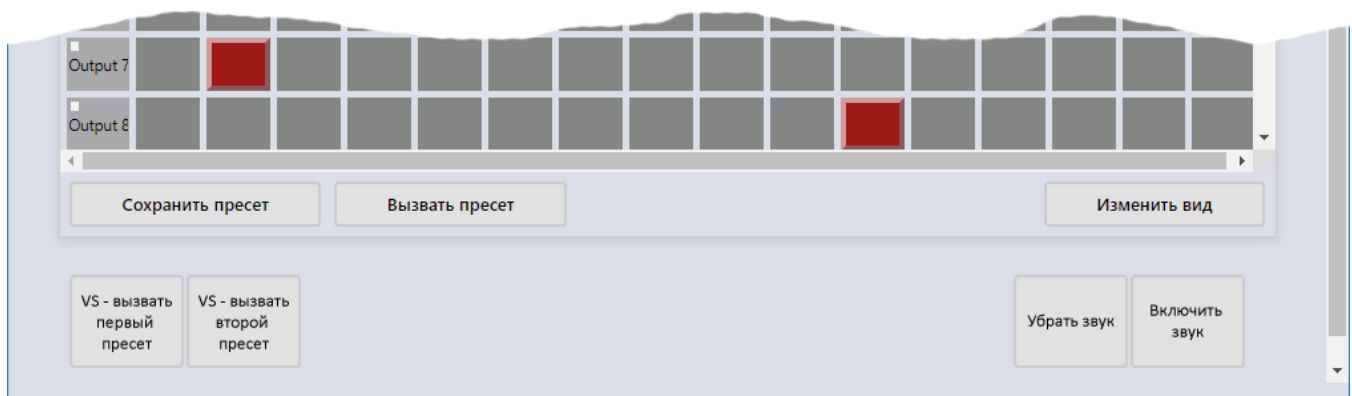 Output 7
Output 8
Сохранить пресет
Вызвать пресет
Изменить вид
VS - вызвать
первый
пресет
VS - вызвать
второй
пресет
Убрать звук
Включить
звук